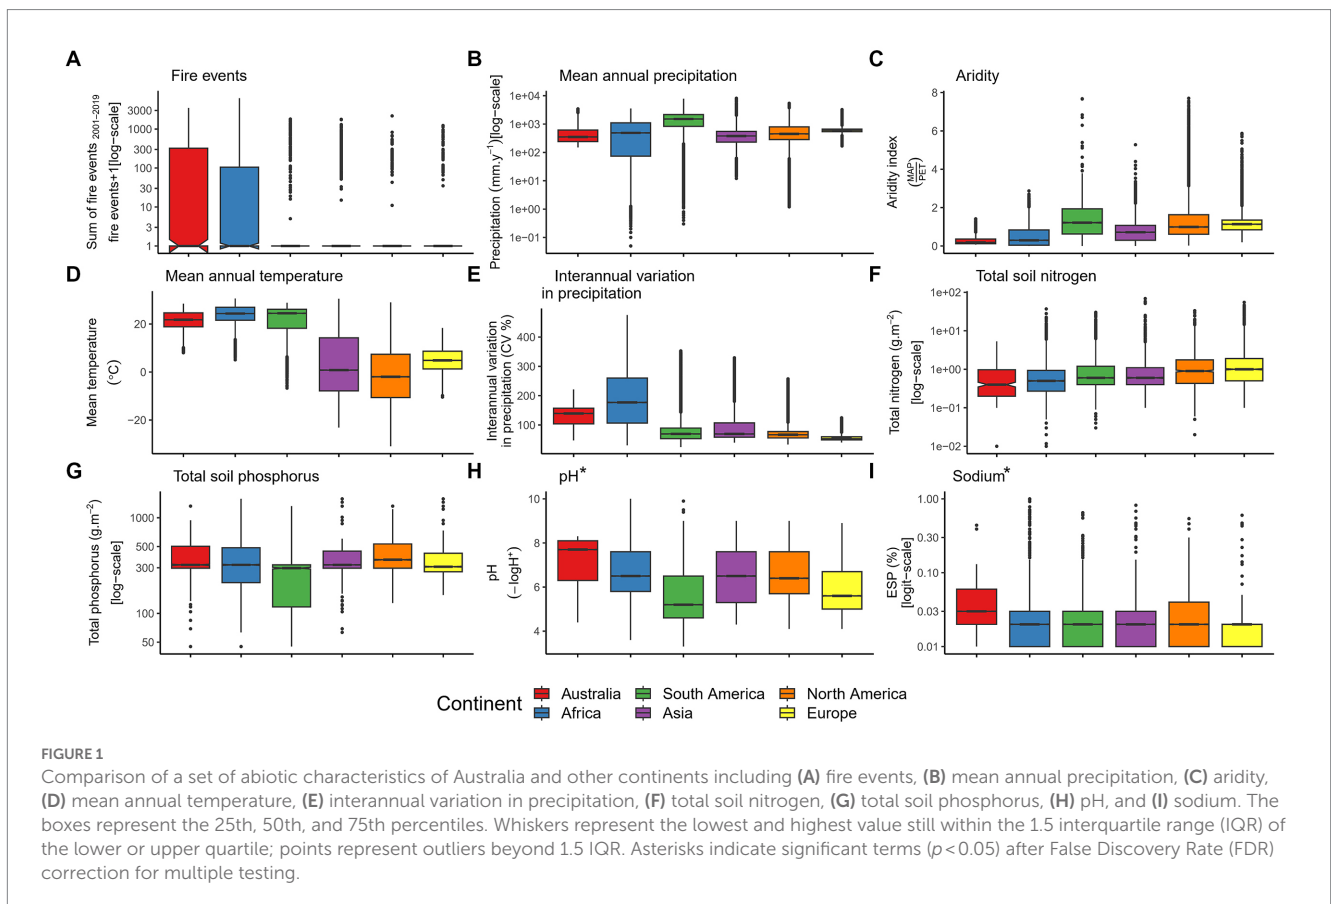 A
Fire events
Sum of fire events 2001–2019
fire events+1[log−scale]
3000
1000
300
100
30
10
3
1
B
Mean annual precipitation
Precipitation (mm.y−1)[log−scale]
1e+04
1e+03
1e+02
1e+01
1e+00
1e−01
C
Aridity
Aridity index
(MAP/PET)
8
6
4
2
0
D
Mean annual temperature
Mean temperature
(°C)
20
0
−20
E
Interannual variation
in precipitation
Interannual variation
in precipitation (CV %)
400
300
200
100
F
Total soil nitrogen
Total nitrogen (g.m−2)
[log−scale]
1e+02
1e+01
1e+00
1e−01
1e−02
G
Total soil phosphorus
Total phosphorus (g.m−2)
[log−scale]
1000
500
300
100
50
H
pH*
pH
(−logH+)
10
8
6
4
I
Sodium*
ESP (%)
[logit−scale]
1.00
0.10
0.03
0.01
Continent
Australia
South America
North America
Africa
Asia
Europe
FIGURE 1
Comparison of a set of abiotic characteristics of Australia and other continents including (A) fire events, (B) mean annual precipitation, (C) aridity,
(D) mean annual temperature, (E) interannual variation in precipitation, (F) total soil nitrogen, (G) total soil phosphorus, (H) pH, and (I) sodium. The
boxes represent the 25th, 50th, and 75th percentiles. Whiskers represent the lowest and highest value still within the 1.5 interquartile range (IQR) of
the lower or upper quartile; points represent outliers beyond 1.5 IQR. Asterisks indicate significant terms (p < 0.05) after False Discovery Rate (FDR)
correction for multiple testing.